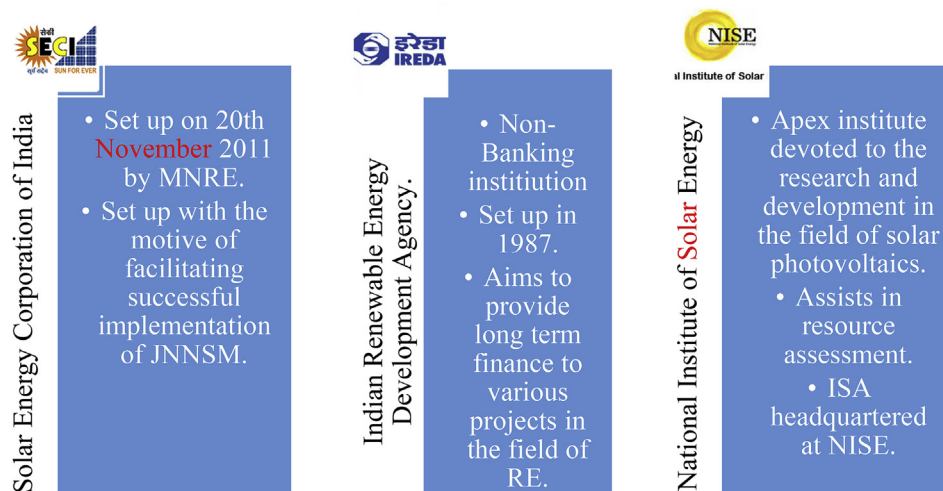 सेकी
SECI
सूर्य सदैव SUN FOR EVER
Solar Energy Corporation of India
• Set up on 20th
November 2011
by MNRE.
• Set up with the
motive of
facilitating
successful
implementation
of JNNSM.
इरेडा
IREDA
Indian Renewable Energy
Development Agency.
• Non-
Banking
instititution
• Set up in
1987.
• Aims to
provide
long term
finance to
various
projects in
the field of
RE.
NISE
al Institute of Solar
National Institute of Solar Energy
• Apex institute
devoted to the
research and
development in
the field of solar
photovoltaics.
• Assists in
resource
assessment.
• ISA
headquartered
at NISE.